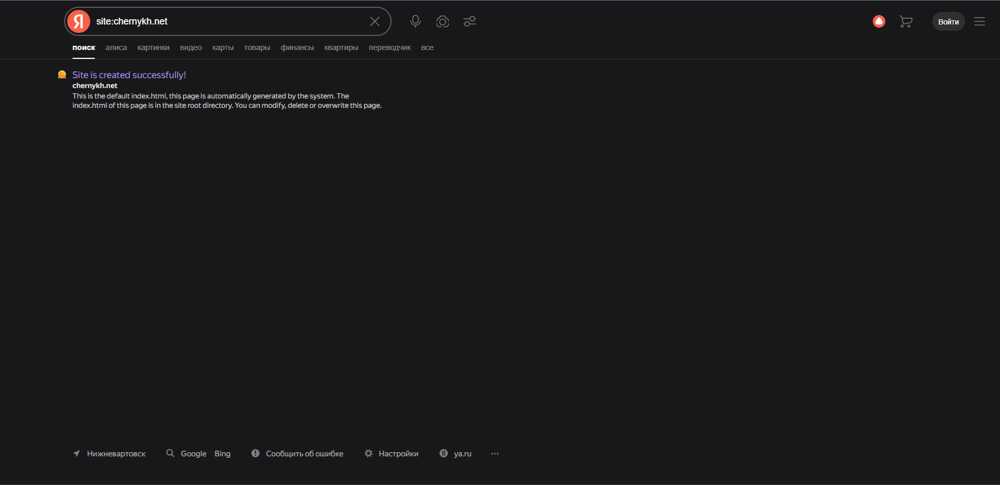 Я site:chernykh.net
Войти
поиск алиса картинки видео карты товары финансы квартиры переводчик все
Site is created successfully!
chernykh.net
This is the default index.html, this page is automatically generated by the system. The
index.html of this page is in the site root directory. You can modify, delete or overwrite this page.
Нижневартовск Google Bing Сообщить об ошибке Настройки Я ya.ru ...